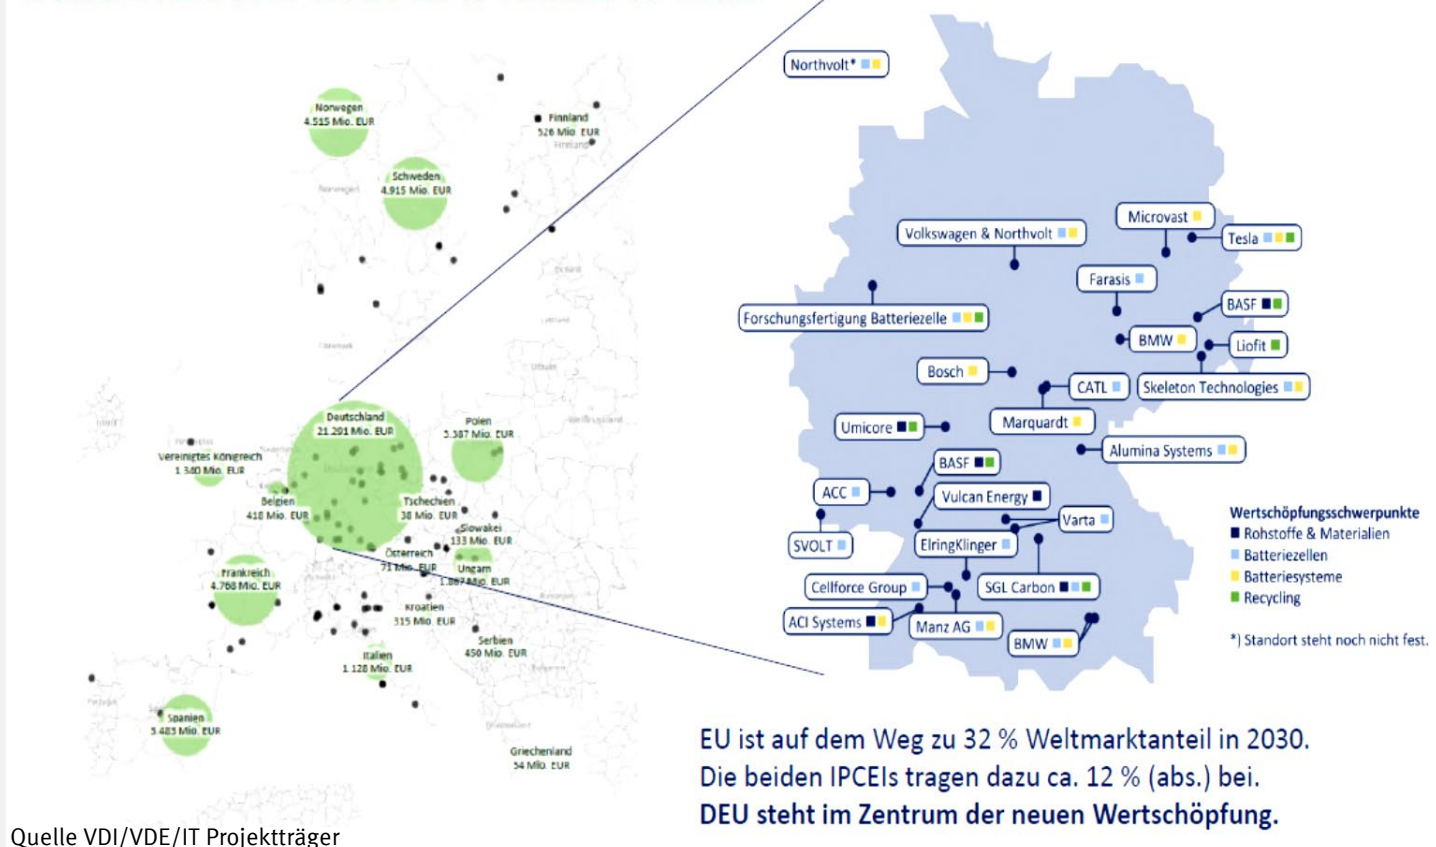 Norwegen
4.515 Mio. EUR
Finnland
526 Mio. EUR
Finnland
Schweden
4.915 Mio. EUR
Norwegen
Deutschland
21.291 Mio. EUR
Polen
3.387 Mio. EUR
Vereinigtes Königreich
1.340 Mio. EUR
Belgien
418 Mio. EUR
Tschechien
38 Mio. EUR
Slowakei
133 Mio. EUR
Österreich
71 Mio. EUR
Ungarn
1.867 Mio. EUR
Frankreich
4.768 Mio. EUR
Kroatien
315 Mio. EUR
Serbien
450 Mio. EUR
Italien
1.128 Mio. EUR
Spanien
3.483 Mio. EUR
Griechenland
Griechenland
54 Mio. EUR
Northvolt*
Microvast
Volkswagen & Northvolt
Tesla
Farasis
BASF
Forschungsfertigung Batteriezelle
BMW
Liofit
Bosch
CATL
Skeleton Technologies
Marquardt
Umicore
Alumina Systems
BASF
ACC
Vulcan Energy
Varta
SVOLT
ElringKlinger
Cellforce Group
SGL Carbon
ACI Systems
Manz AG
BMW
Wertschöpfungsschwerpunkte
Rohstoffe & Materialien
Batteriezellen
Batteriesysteme
Recycling
*) Standort steht noch nicht fest.
EU ist auf dem Weg zu 32 % Weltmarktanteil in 2030.
Die beiden IPCEIs tragen dazu ca. 12 % (abs.) bei.
DEU steht im Zentrum der neuen Wertschöpfung.
Quelle VDI/VDE/IT Projektträger